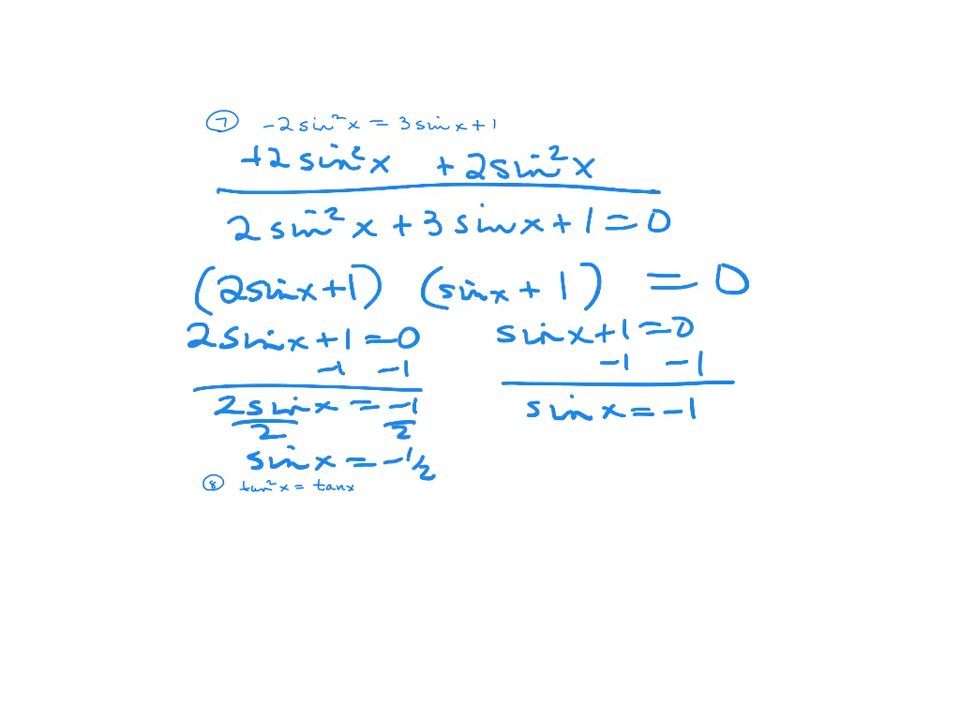 ⑦ -2sin²x = 3sinx+1
+2sin²x +2sin²x
2sin²x+3sinx+1=0
(2sinx+1) (sinx+1) =0
2sinx+1=0 sinx+1=0
-1 -1 -1 -1
2sinx = -1 sinx=-1
2 2
sinx=-1/2
⑧ tan²x = tanx